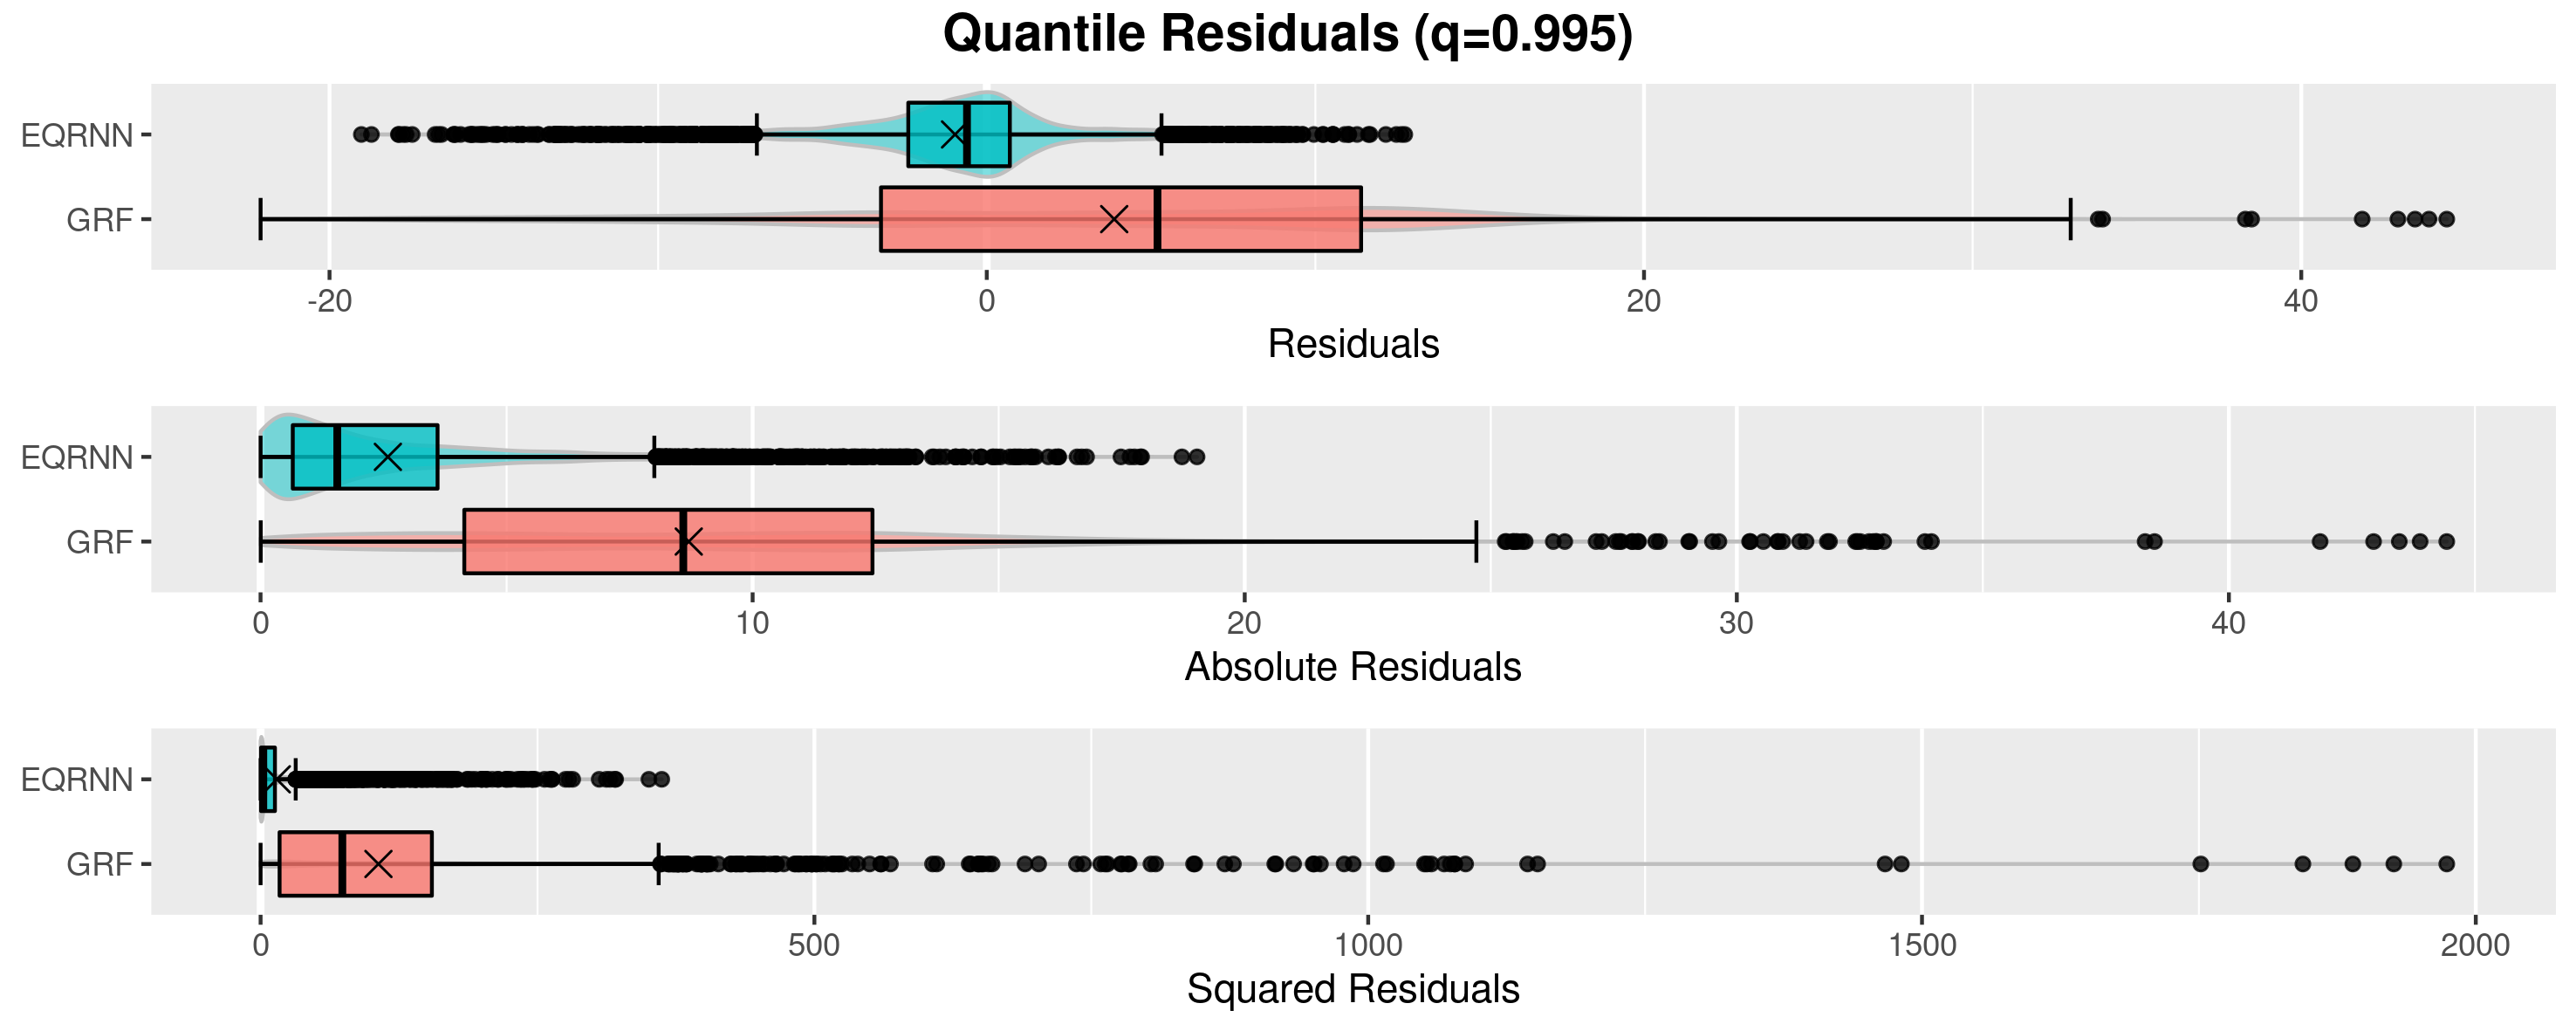 Quantile Residuals (q=0.995)
EQRNN
GRF
-20 0 20 40
Residuals
EQRNN
GRF
0 10 20 30 40
Absolute Residuals
EQRNN
GRF
0 500 1000 1500 2000
Squared Residuals